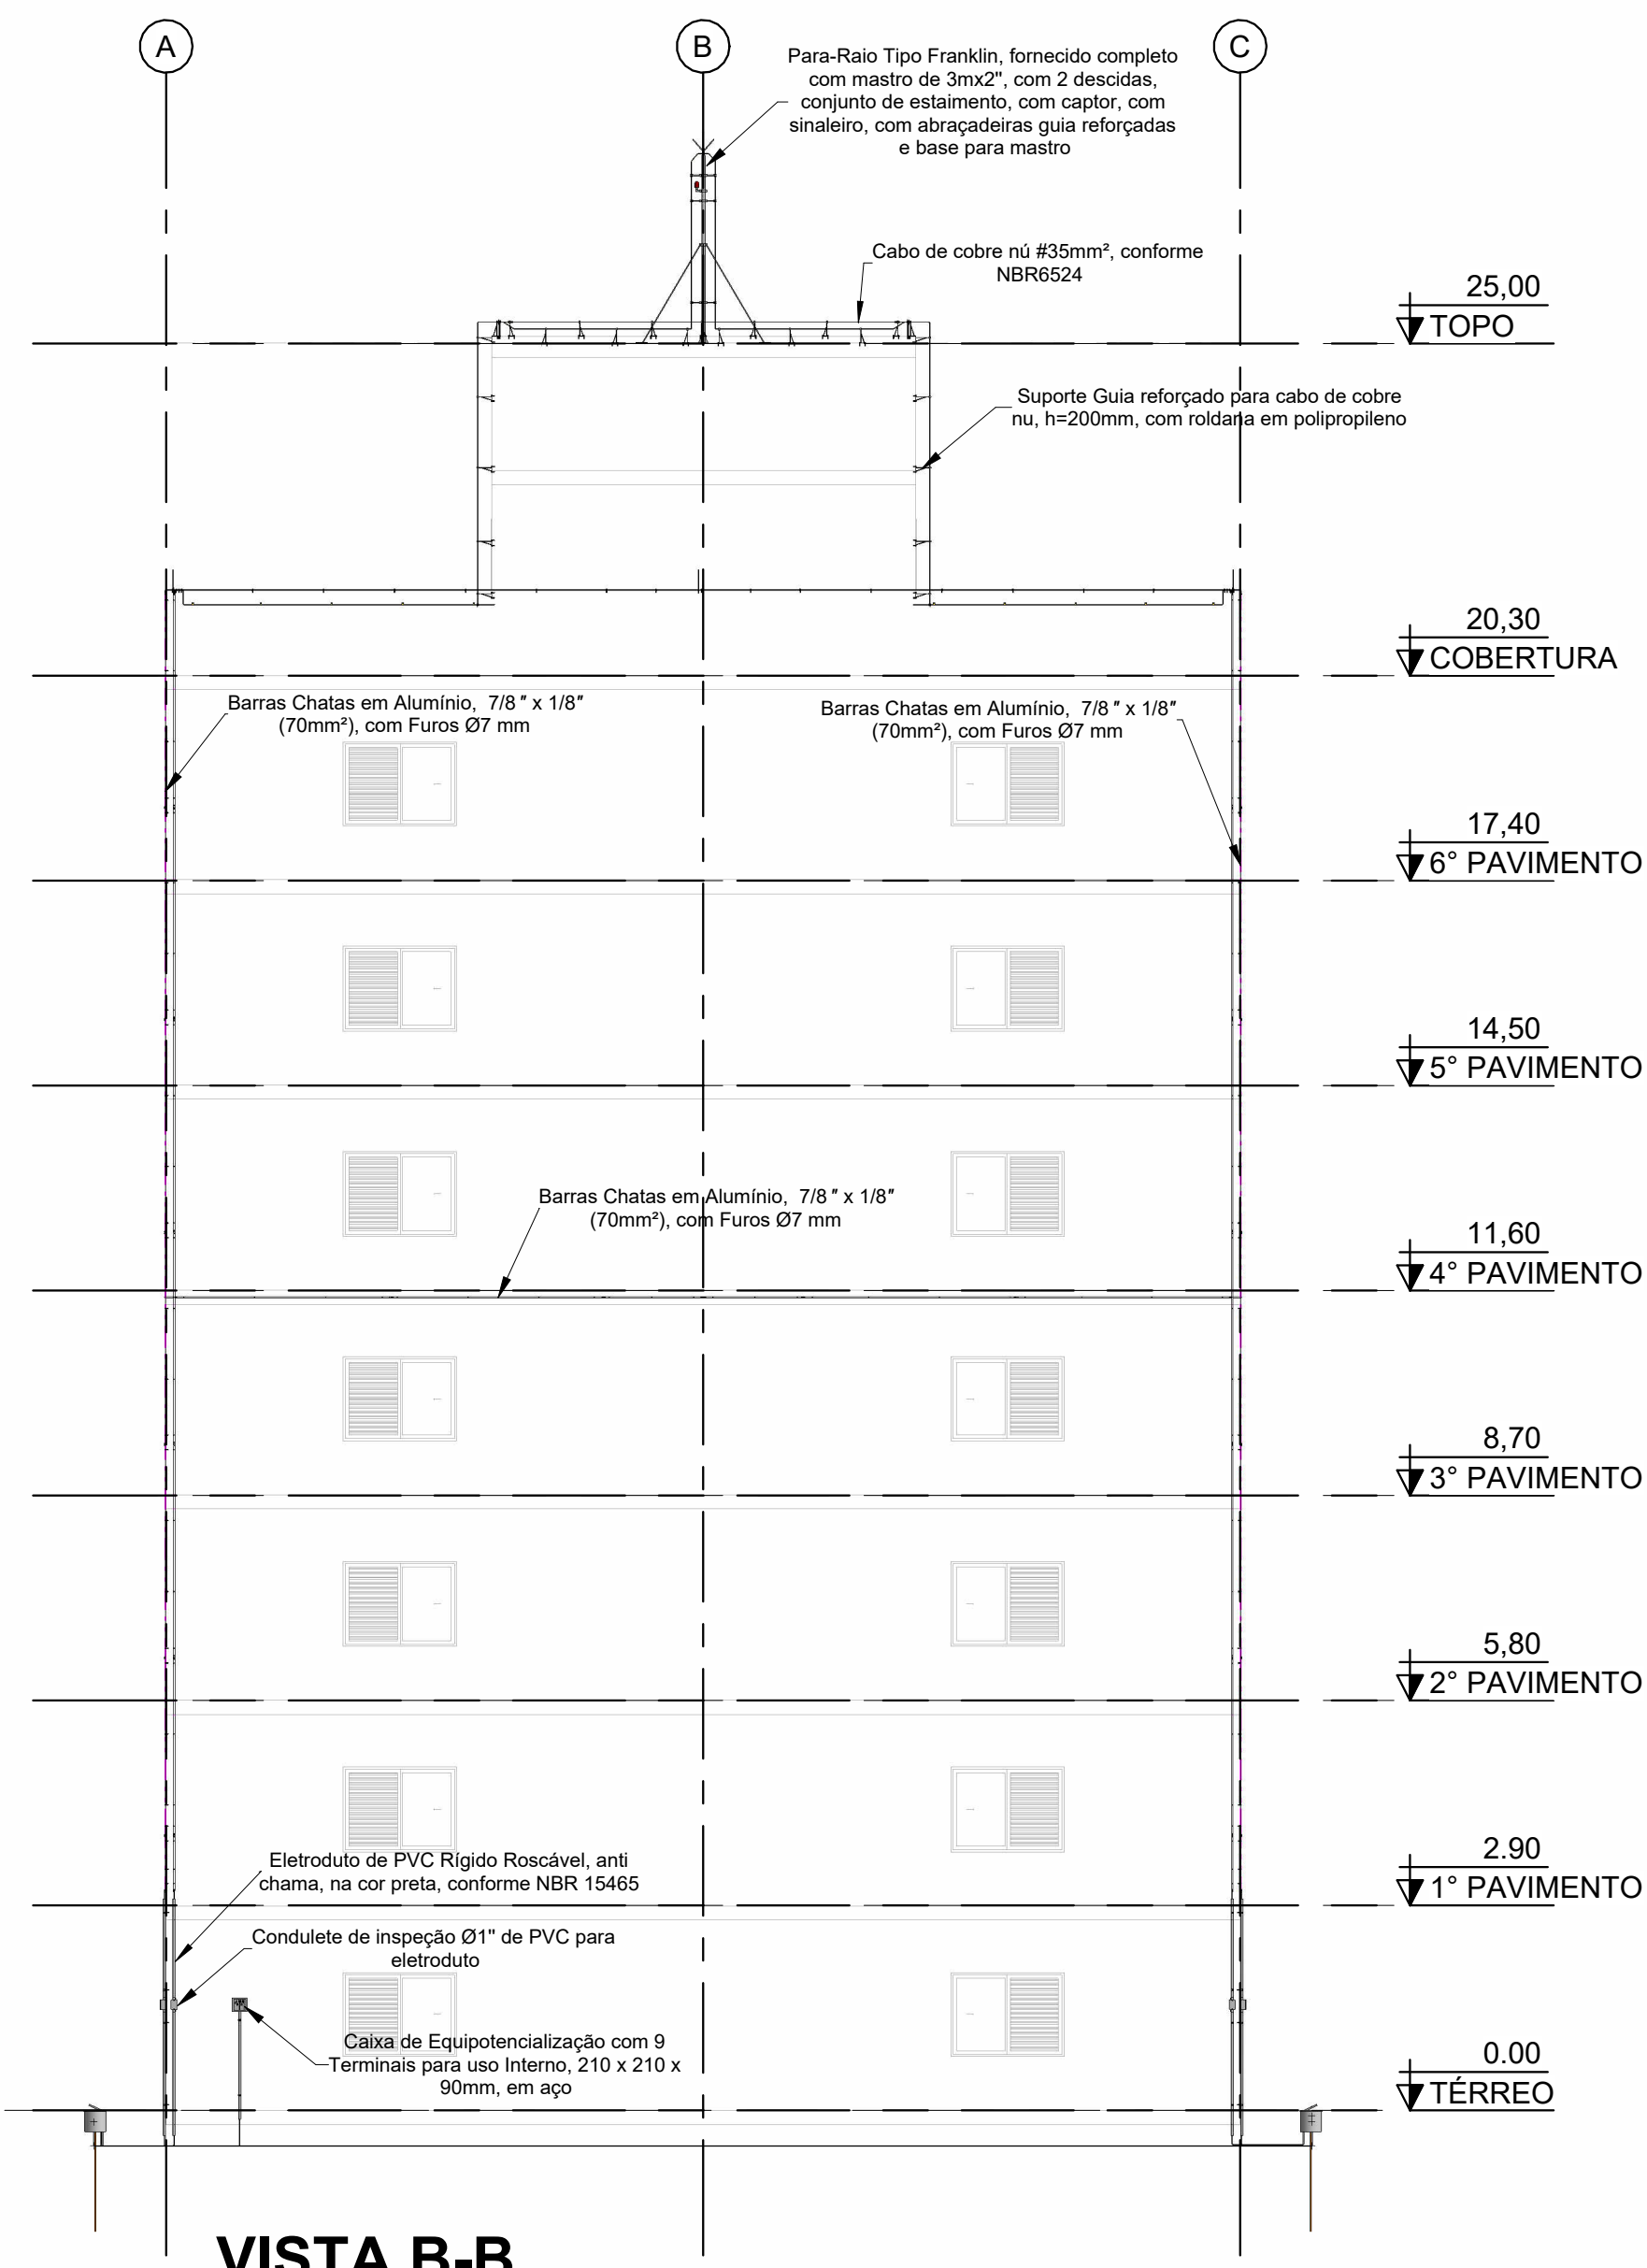 A
B
C
Para-Raio Tipo Franklin, fornecido completo
com mastro de 3mx2", com 2 descidas,
conjunto de estaimento, com captor, com
sinaleiro, com abraçadeiras guia reforçadas
e base para mastro
Cabo de cobre nú #35mm², conforme
NBR6524
25,00
TOPO
Suporte Guia reforçado para cabo de cobre
nu, h=200mm, com roldana em polipropileno
20,30
COBERTURA
Barras Chatas em Alumínio, 7/8 " x 1/8"
(70mm²), com Furos Ø7 mm
Barras Chatas em Alumínio, 7/8 " x 1/8"
(70mm²), com Furos Ø7 mm
17,40
6° PAVIMENTO
14,50
5° PAVIMENTO
Barras Chatas em Alumínio, 7/8 " x 1/8"
(70mm²), com Furos Ø7 mm
11,60
4° PAVIMENTO
8,70
3° PAVIMENTO
5,80
2° PAVIMENTO
Eletroduto de PVC Rígido Roscável, anti
chama, na cor preta, conforme NBR 15465
2.90
1° PAVIMENTO
Condulete de inspeção Ø1" de PVC para
eletroduto
Caixa de Equipotencialização com 9
Terminais para uso Interno, 210 x 210 x
90mm, em aço
0.00
TÉRREO
VISTA B-B